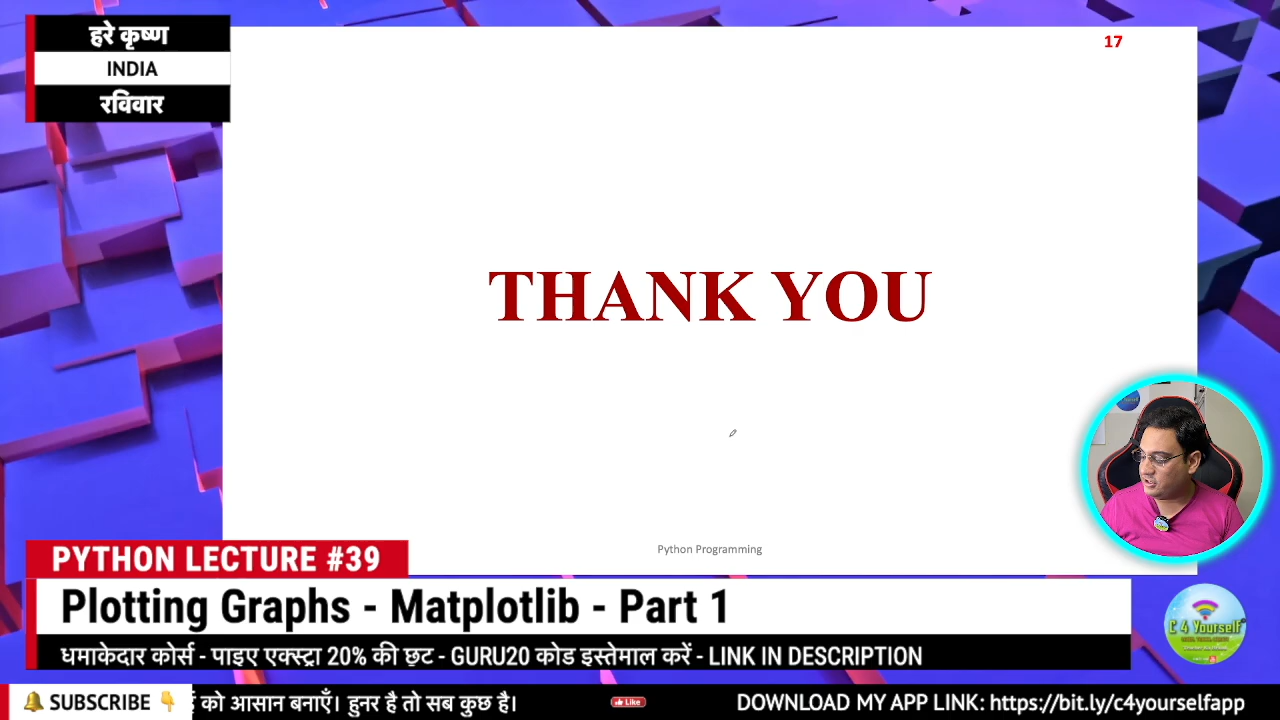 हरे कृष्ण
INDIA
रविवार
17
THANK YOU
Python Programming
PYTHON LECTURE #39
Plotting Graphs - Matplotlib - Part 1
धमाकेदार कोर्स - पाइए एक्स्ट्रा 20% की छूट - GURU20 कोड इस्तेमाल करें - LINK IN DESCRIPTION
C 4 Yourself
🔔 SUBSCRIBE 👇 को आसान बनाएँ। हुनर है तो सब कुछ है। Like DOWNLOAD MY APP LINK: https://bit.ly/c4yourselfapp